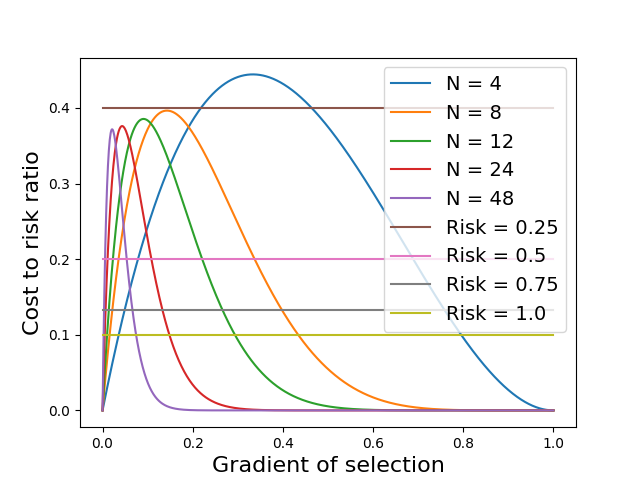 N = 4
N = 8
N = 12
N = 24
N = 48
Risk = 0.25
Risk = 0.5
Risk = 0.75
Risk = 1.0
Cost to risk ratio
0.4
0.3
0.2
0.1
0.0
0.0 0.2 0.4 0.6 0.8 1.0
Gradient of selection